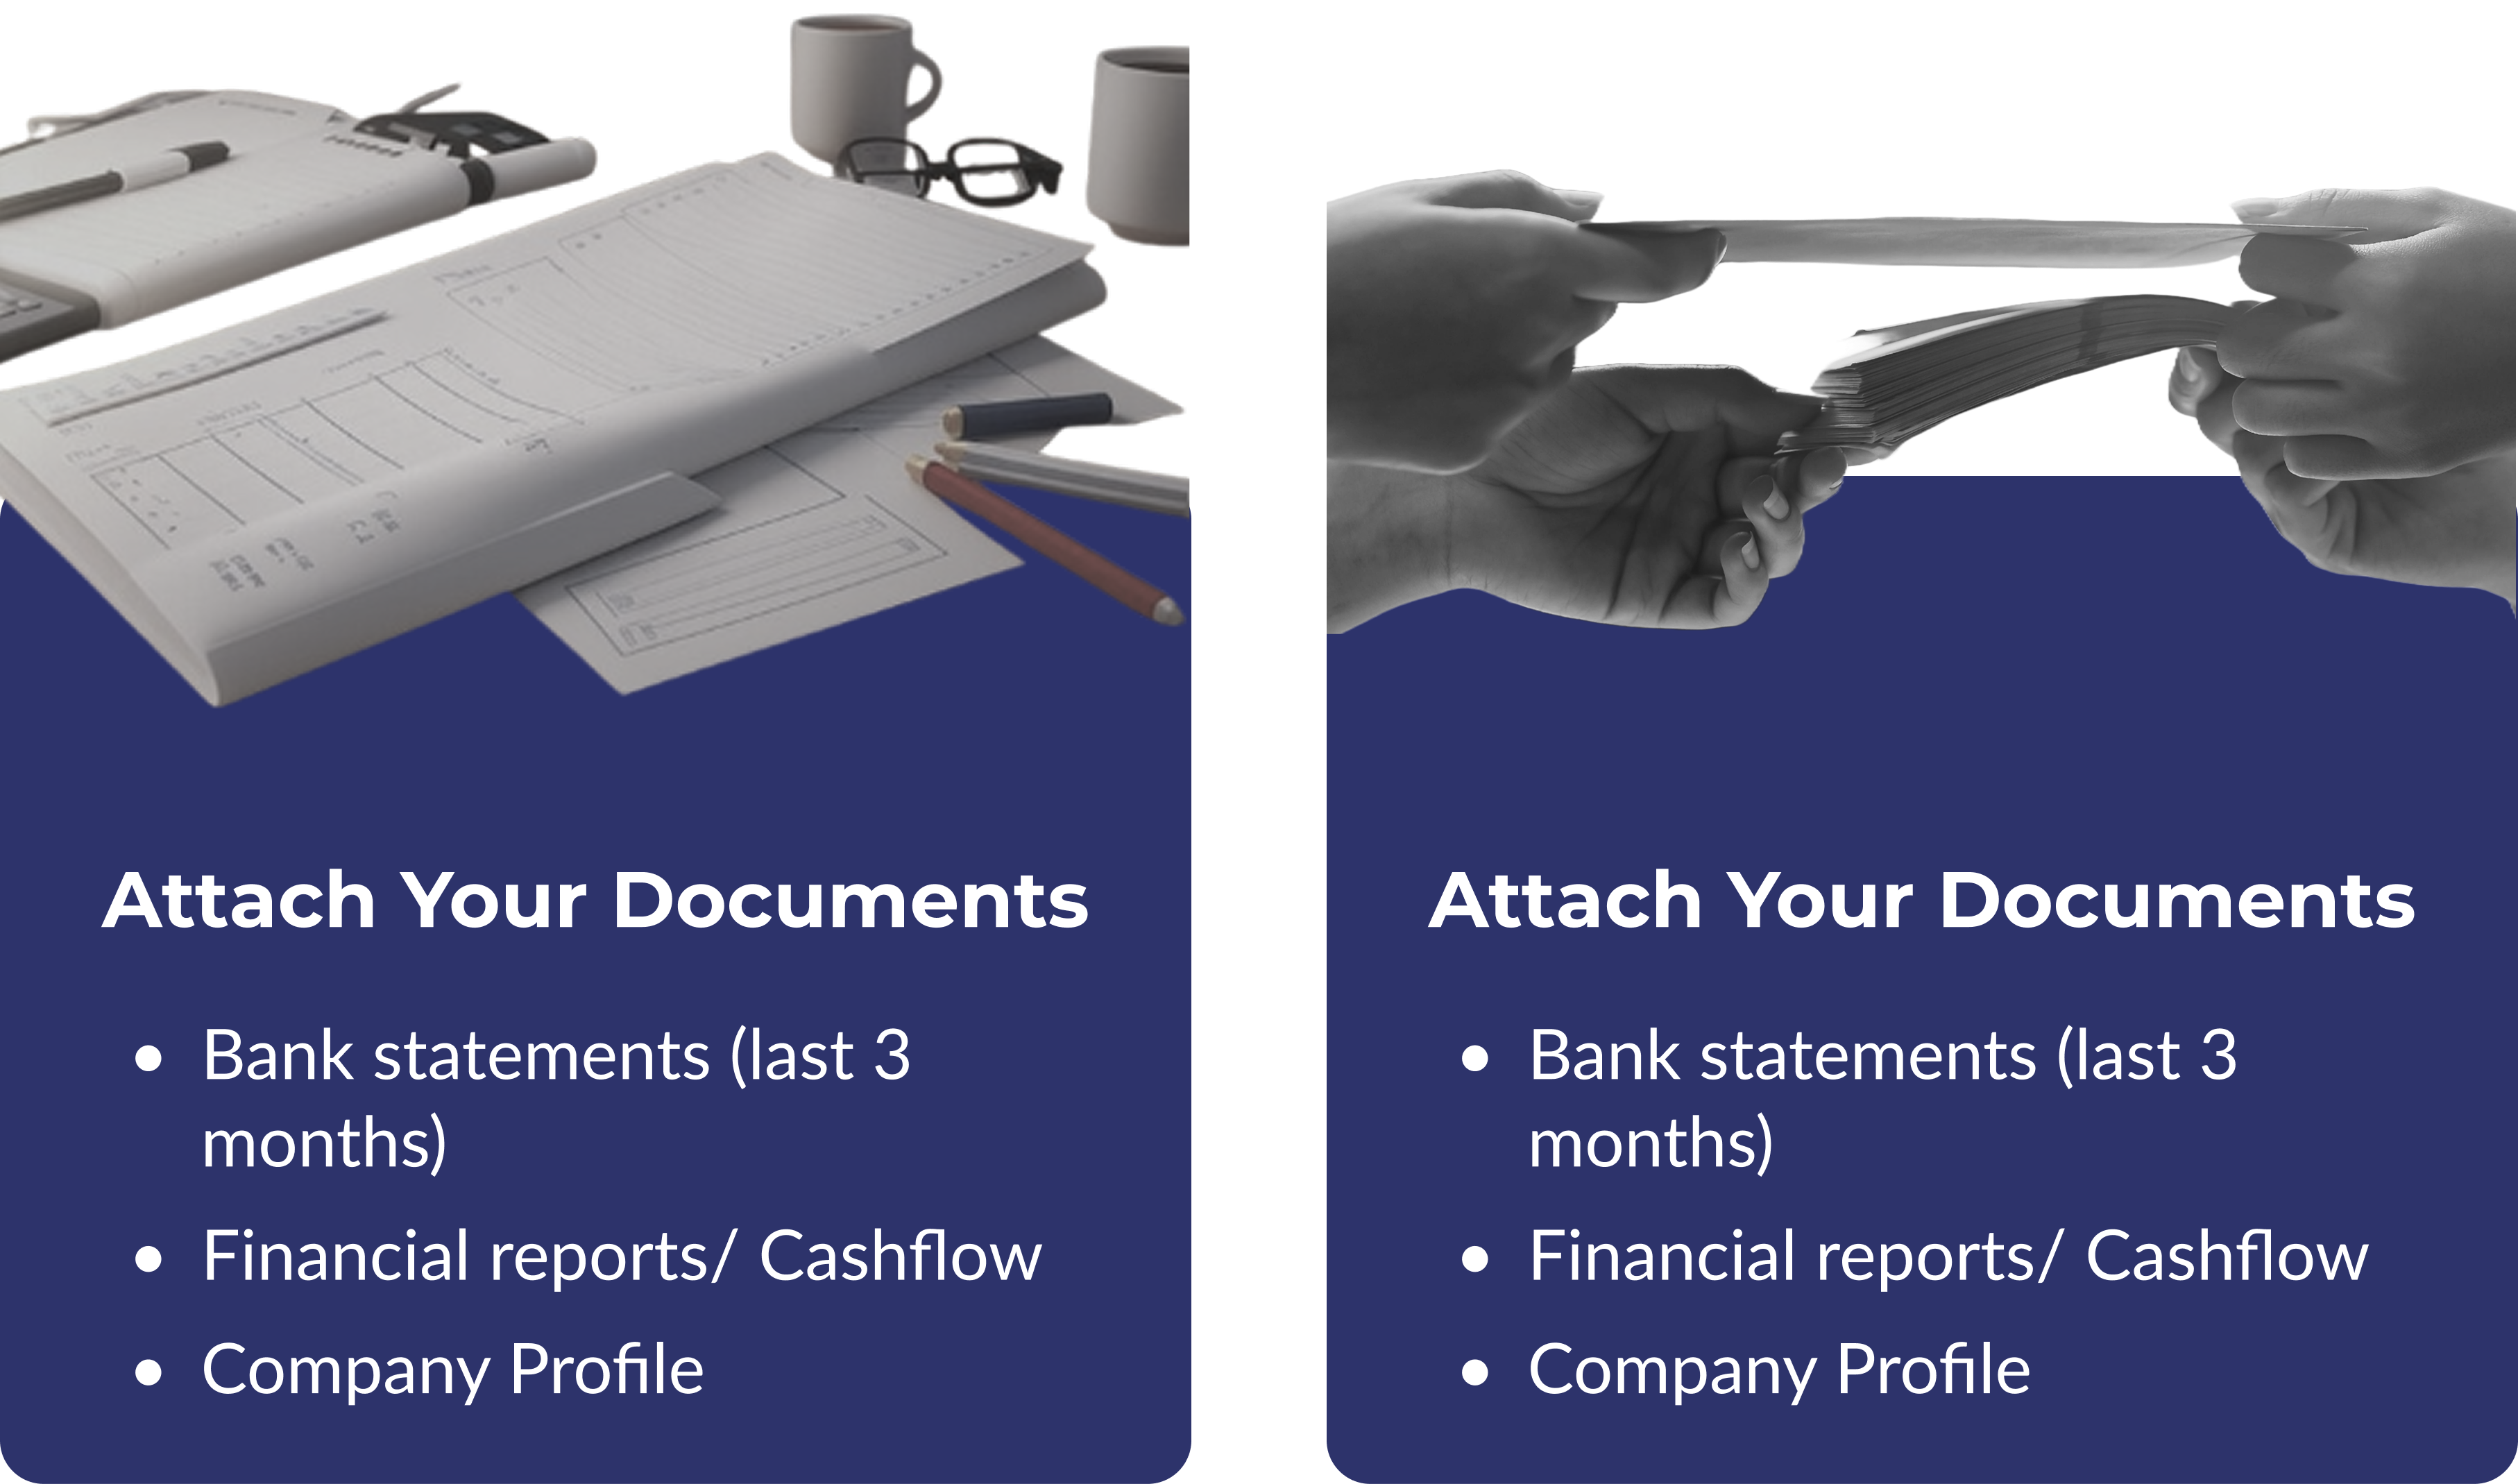 Attach Your Documents
• Bank statements (last 3
months)
• Financial reports/ Cashflow
• Company Profile
Attach Your Documents
• Bank statements (last 3
months)
• Financial reports/ Cashflow
• Company Profile